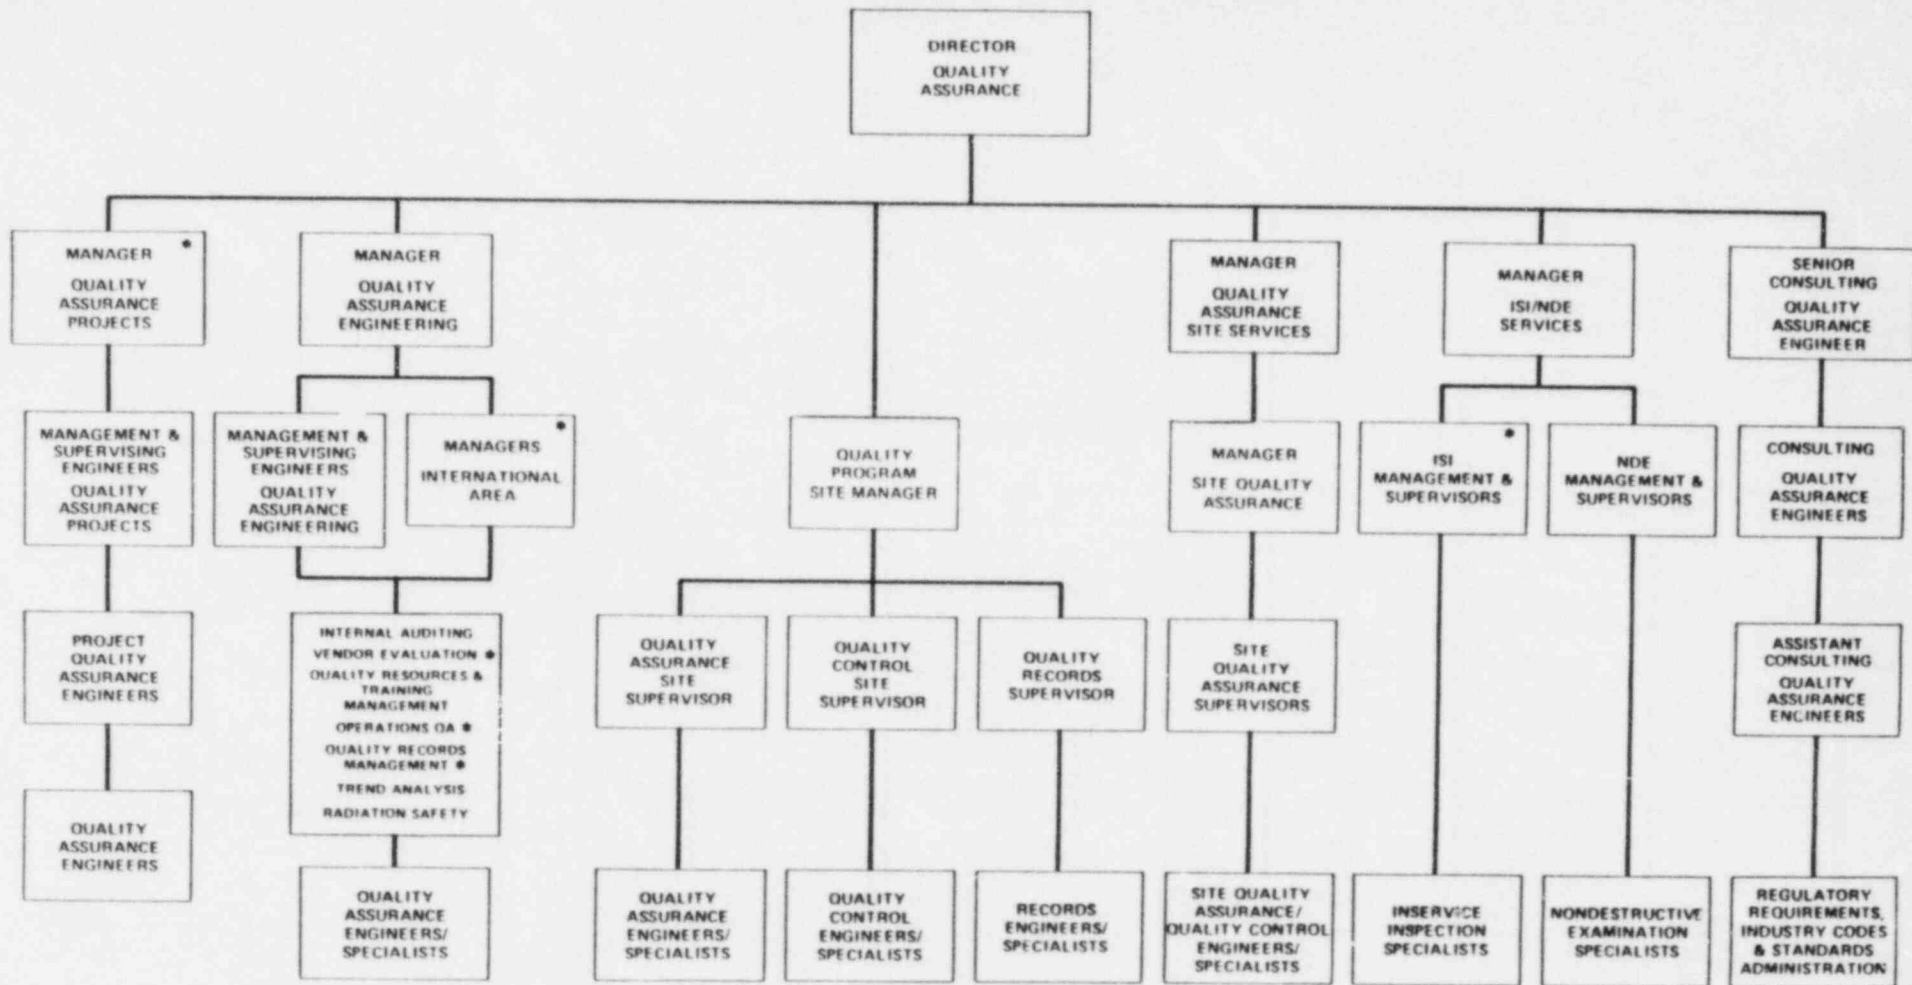 DIRECTOR
QUALITY
ASSURANCE
MANAGER *
QUALITY
ASSURANCE
PROJECTS
MANAGER
QUALITY
ASSURANCE
ENGINEERING
MANAGER
QUALITY
ASSURANCE
SITE SERVICES
MANAGER
ISI/NDE
SERVICES
SENIOR
CONSULTING
QUALITY
ASSURANCE
ENGINEER
MANAGEMENT &
SUPERVISING
ENGINEERS
QUALITY
ASSURANCE
PROJECTS
MANAGEMENT &
SUPERVISING
ENGINEERS
QUALITY
ASSURANCE
ENGINEERING
*
MANAGERS
INTERNATIONAL
AREA
QUALITY
PROGRAM
SITE MANAGER
MANAGER
SITE QUALITY
ASSURANCE
*
ISI
MANAGEMENT &
SUPERVISORS
NDE
MANAGEMENT &
SUPERVISORS
CONSULTING
QUALITY
ASSURANCE
ENGINEERS
PROJECT
QUALITY
ASSURANCE
ENGINEERS
INTERNAL AUDITING
VENDOR EVALUATION *
QUALITY RESOURCES &
TRAINING
MANAGEMENT
OPERATIONS QA *
QUALITY RECORDS
MANAGEMENT *
TREND ANALYSIS
RADIATION SAFETY
QUALITY
ASSURANCE
SITE
SUPERVISOR
QUALITY
CONTROL
SITE
SUPERVISOR
QUALITY
RECORDS
SUPERVISOR
SITE
QUALITY
ASSURANCE
SUPERVISORS
ASSISTANT
CONSULTING
QUALITY
ASSURANCE
ENGINEERS
QUALITY
ASSURANCE
ENGINEERS
QUALITY
ASSURANCE
ENGINEERS/
SPECIALISTS
QUALITY
ASSURANCE
ENGINEERS/
SPECIALISTS
QUALITY
CONTROL
ENGINEERS/
SPECIALISTS
RECORDS
ENGINEERS/
SPECIALISTS
SITE QUALITY
ASSURANCE/
QUALITY CONTROL
ENGINEERS/
SPECIALISTS
INSERVICE
INSPECTION
SPECIALISTS
NONDESTRUCTIVE
EXAMINATION
SPECIALISTS
REGULATORY
REQUIREMENTS,
INDUSTRY CODES
& STANDARDS
ADMINISTRATION